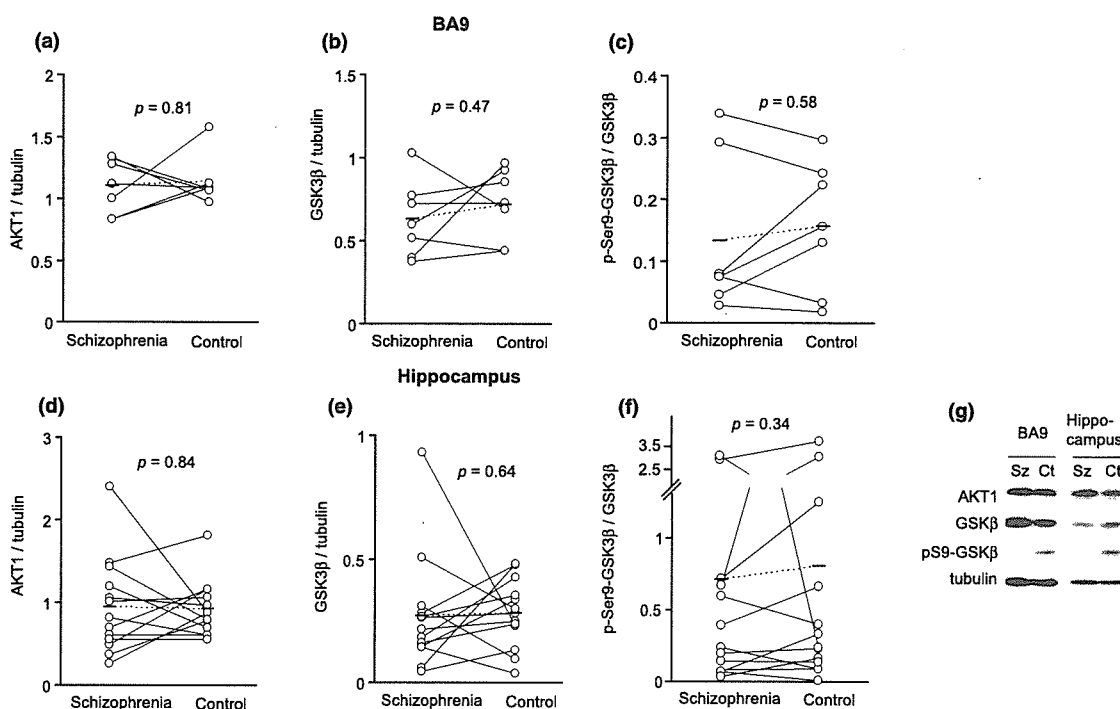 BA9
(a)
AKT1 / tubulin
2
1.5
1
0.5
0
p = 0.81
Schizophrenia Control
(b)
GSK3β / tubulin
1.5
1
0.5
0
p = 0.47
Schizophrenia Control
(c)
p-Ser9-GSK3β / GSK3β
0.4
0.3
0.2
0.1
0
p = 0.58
Schizophrenia Control
Hippocampus
(d)
AKT1 / tubulin
3
2
1
0
p = 0.84
Schizophrenia Control
(e)
GSK3β / tubulin
1
0.5
0
p = 0.64
Schizophrenia Control
(f)
p-Ser9-GSK3β / GSK3β
3.5
2.5
1
0.5
0
p = 0.34
Schizophrenia Control
(g)
BA9 Hippo-
campus
Sz Ct Sz Ct
AKT1
GSKβ
pS9-GSKβ
tubulin